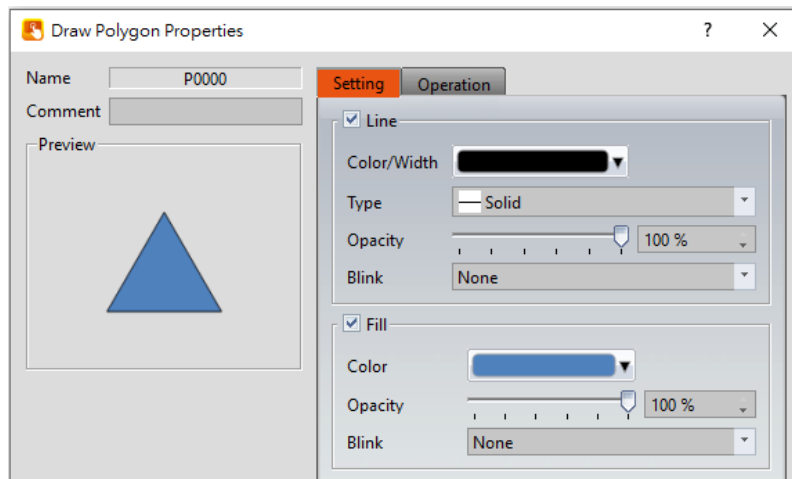 Draw Polygon Properties
? ×
Name P0000
Comment
Preview
Setting Operation
Line
Color/Width
Type Solid
Opacity 100 %
Blink None
Fill
Color
Opacity 100 %
Blink None